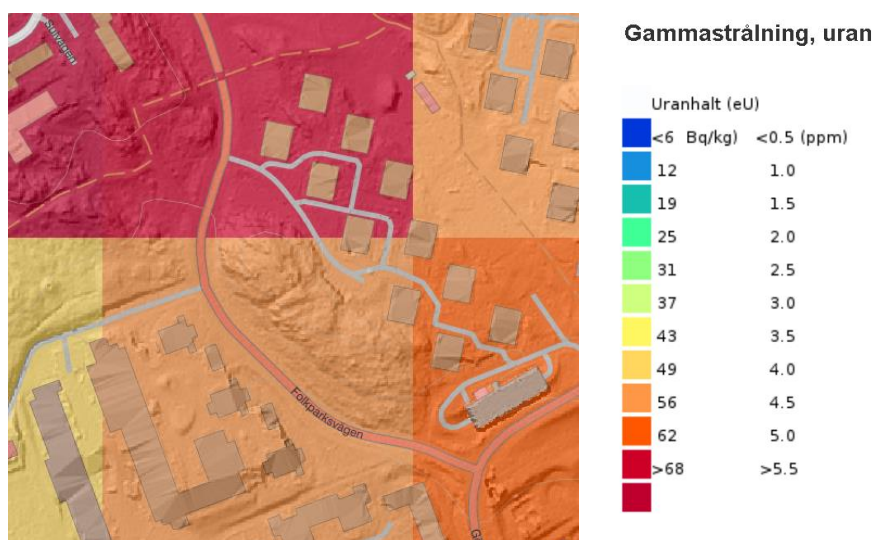 Gammastrålning, uran
Uranhalt (eU)
<6 Bq/kg) <0.5 (ppm)
12 1.0
19 1.5
25 2.0
31 2.5
37 3.0
43 3.5
49 4.0
56 4.5
62 5.0
>68 >5.5
Folkparksvägen